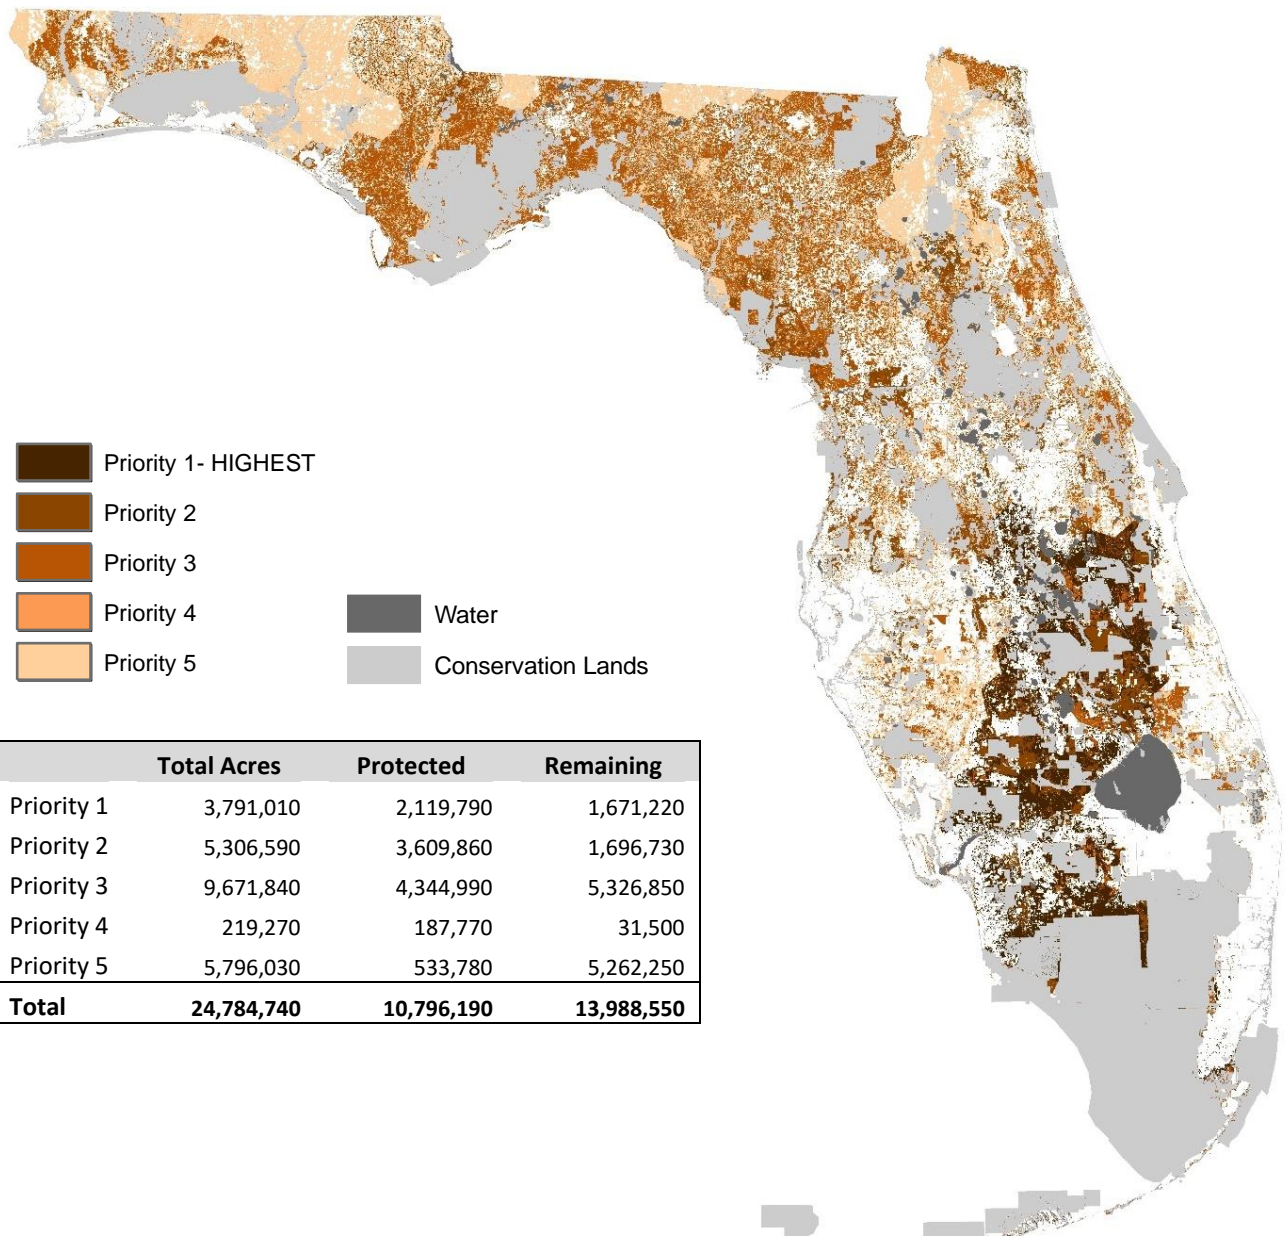 Priority 1- HIGHEST
Priority 2
Priority 3
Priority 4
Priority 5
Water
Conservation Lands
Total Acres Protected Remaining
Priority 1 3,791,010 2,119,790 1,671,220
Priority 2 5,306,590 3,609,860 1,696,730
Priority 3 9,671,840 4,344,990 5,326,850
Priority 4 219,270 187,770 31,500
Priority 5 5,796,030 533,780 5,262,250
Total 24,784,740 10,796,190 13,988,550